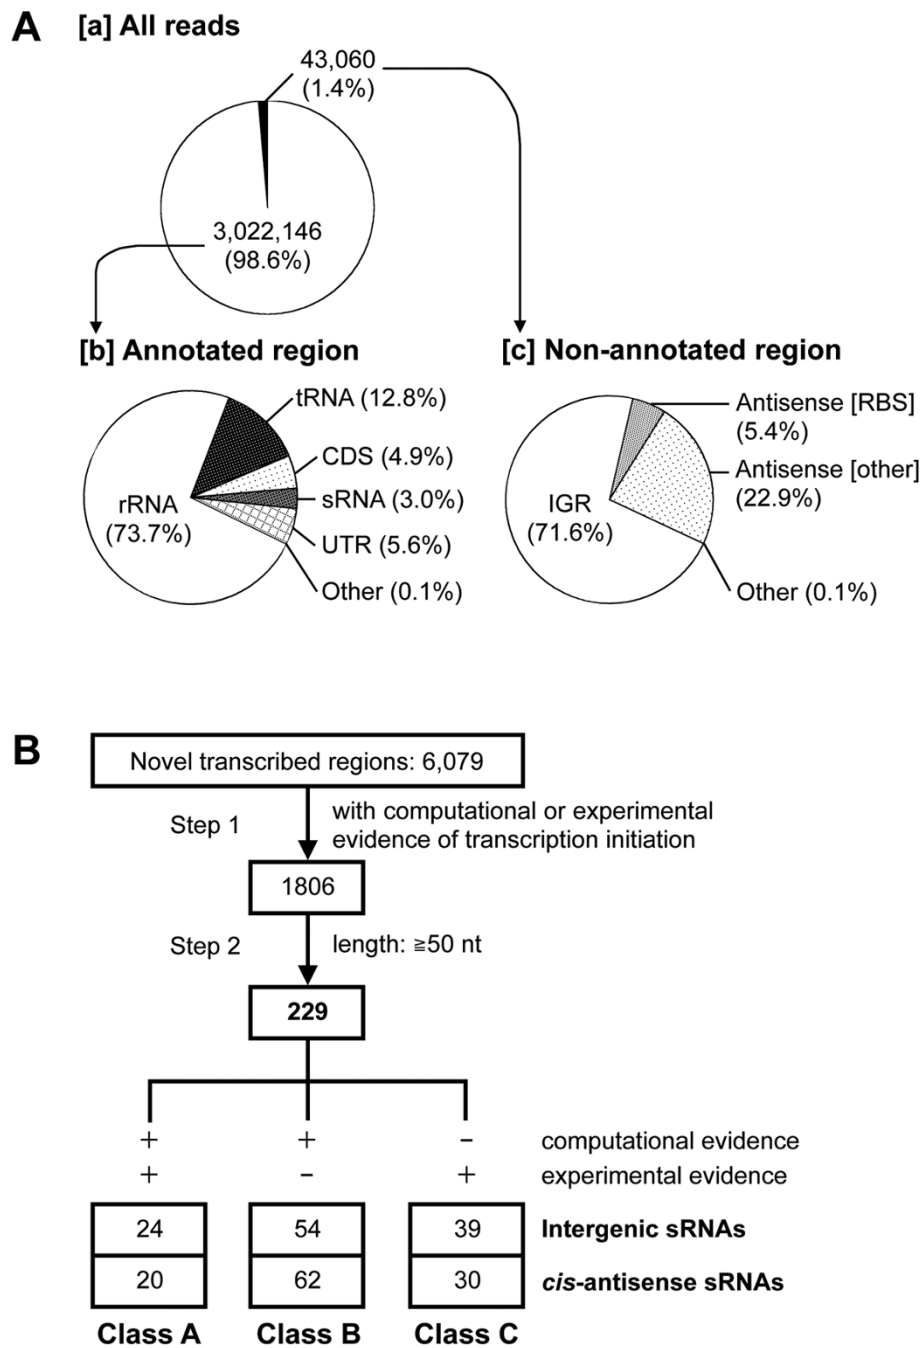 A
[a] All reads
43,060
(1.4%)
3,022,146
(98.6%)
[b] Annotated region
tRNA (12.8%)
CDS (4.9%)
sRNA (3.0%)
UTR (5.6%)
Other (0.1%)
rRNA
(73.7%)
[c] Non-annotated region
Antisense [RBS]
(5.4%)
Antisense [other]
(22.9%)
Other (0.1%)
IGR
(71.6%)
B
Novel transcribed regions: 6,079
Step 1
with computational or experimental
evidence of transcription initiation
1806
Step 2
length: ≧50 nt
229
+ + − computational evidence
+ − + experimental evidence
24 54 39 Intergenic sRNAs
20 62 30 cis-antisense sRNAs
Class A Class B Class C